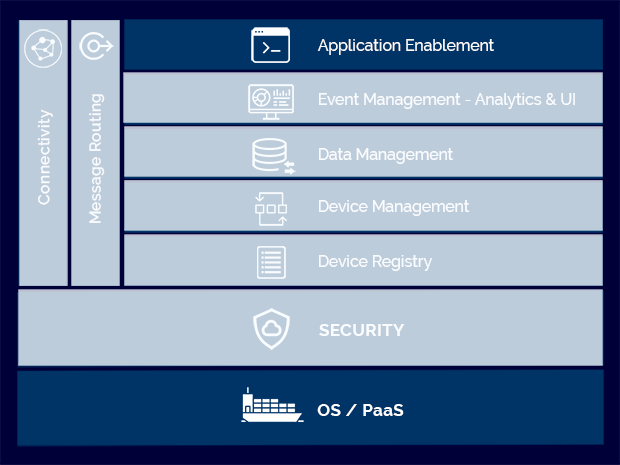 Connectivity
Message Routing
Application Enablement
Event Management - Analytics & UI
Data Management
Device Management
Device Registry
SECURITY
OS / PaaS